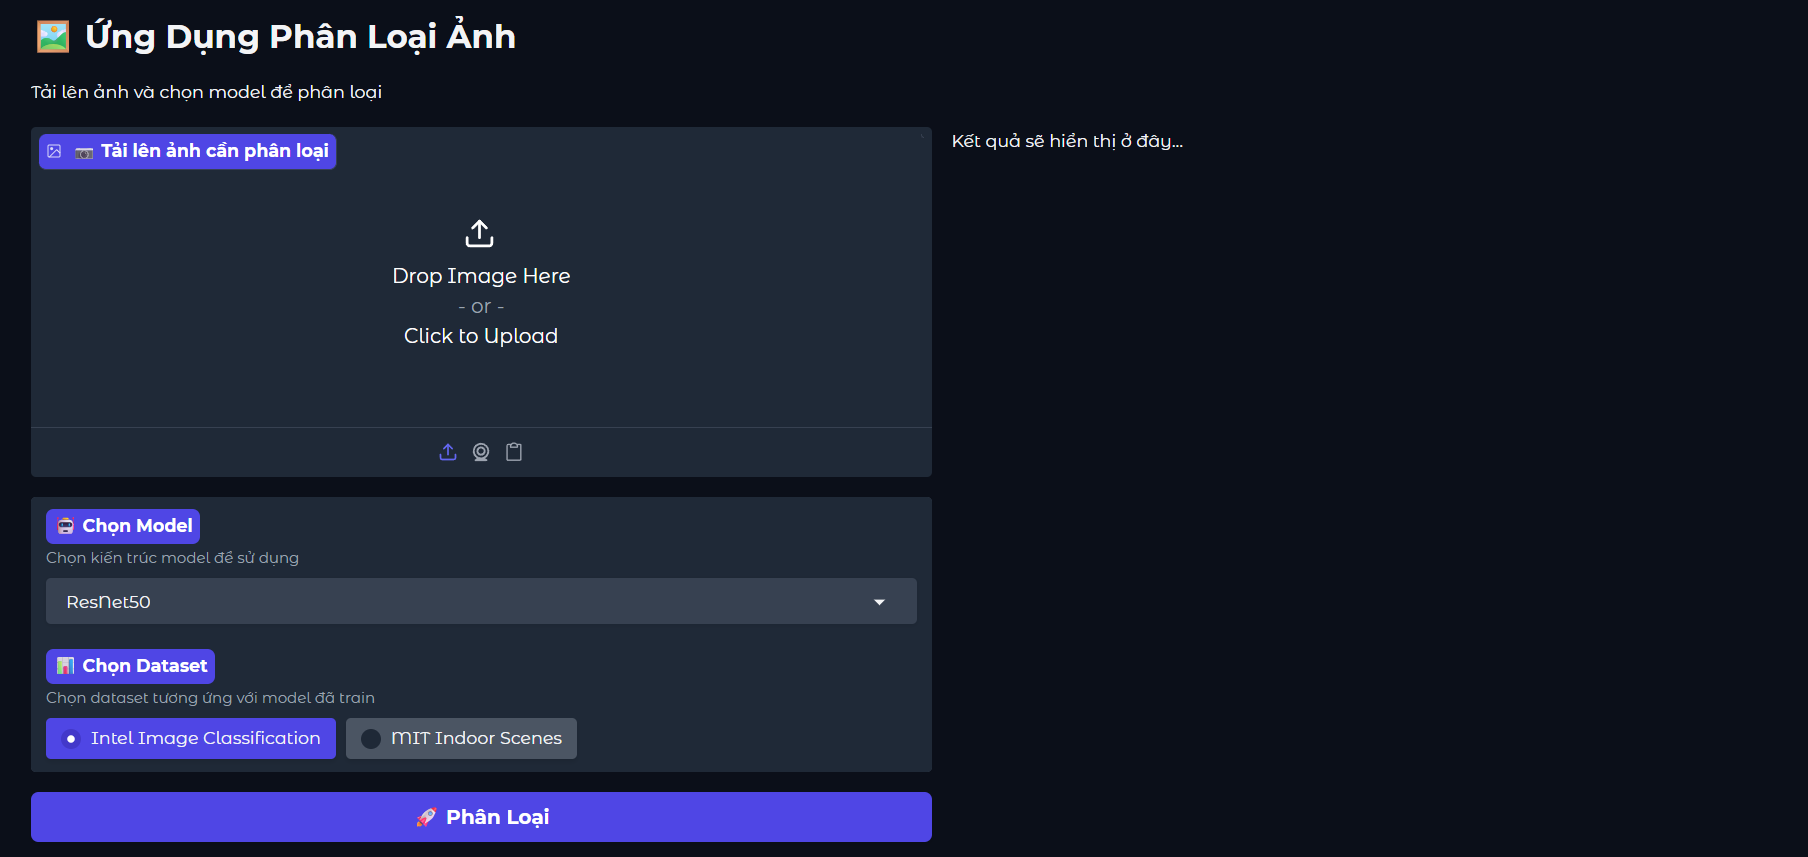 Ứng Dụng Phân Loại Ảnh
Tải lên ảnh và chọn model để phân loại
Tải lên ảnh cần phân loại
Drop Image Here
- or -
Click to Upload
Chọn Model
Chọn kiến trúc model để sử dụng
ResNet50
Chọn Dataset
Chọn dataset tương ứng với model đã train
Intel Image Classification
MIT Indoor Scenes
Phân Loại
Kết quả sẽ hiển thị ở đây...